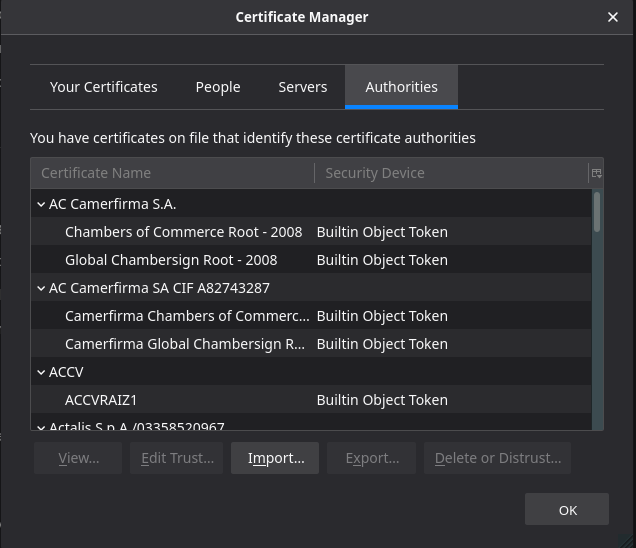 Certificate Manager
Your Certificates People Servers Authorities
You have certificates on file that identify these certificate authorities
Certificate Name Security Device
AC Camerfirma S.A.
Chambers of Commerce Root - 2008 Builtin Object Token
Global Chambersign Root - 2008 Builtin Object Token
AC Camerfirma SA CIF A82743287
Camerfirma Chambers of Commerc... Builtin Object Token
Camerfirma Global Chambersign R... Builtin Object Token
ACCV
ACCVRAIZ1 Builtin Object Token
Actalis S.p.A./03358520967
View... Edit Trust... Import... Export... Delete or Distrust...
OK